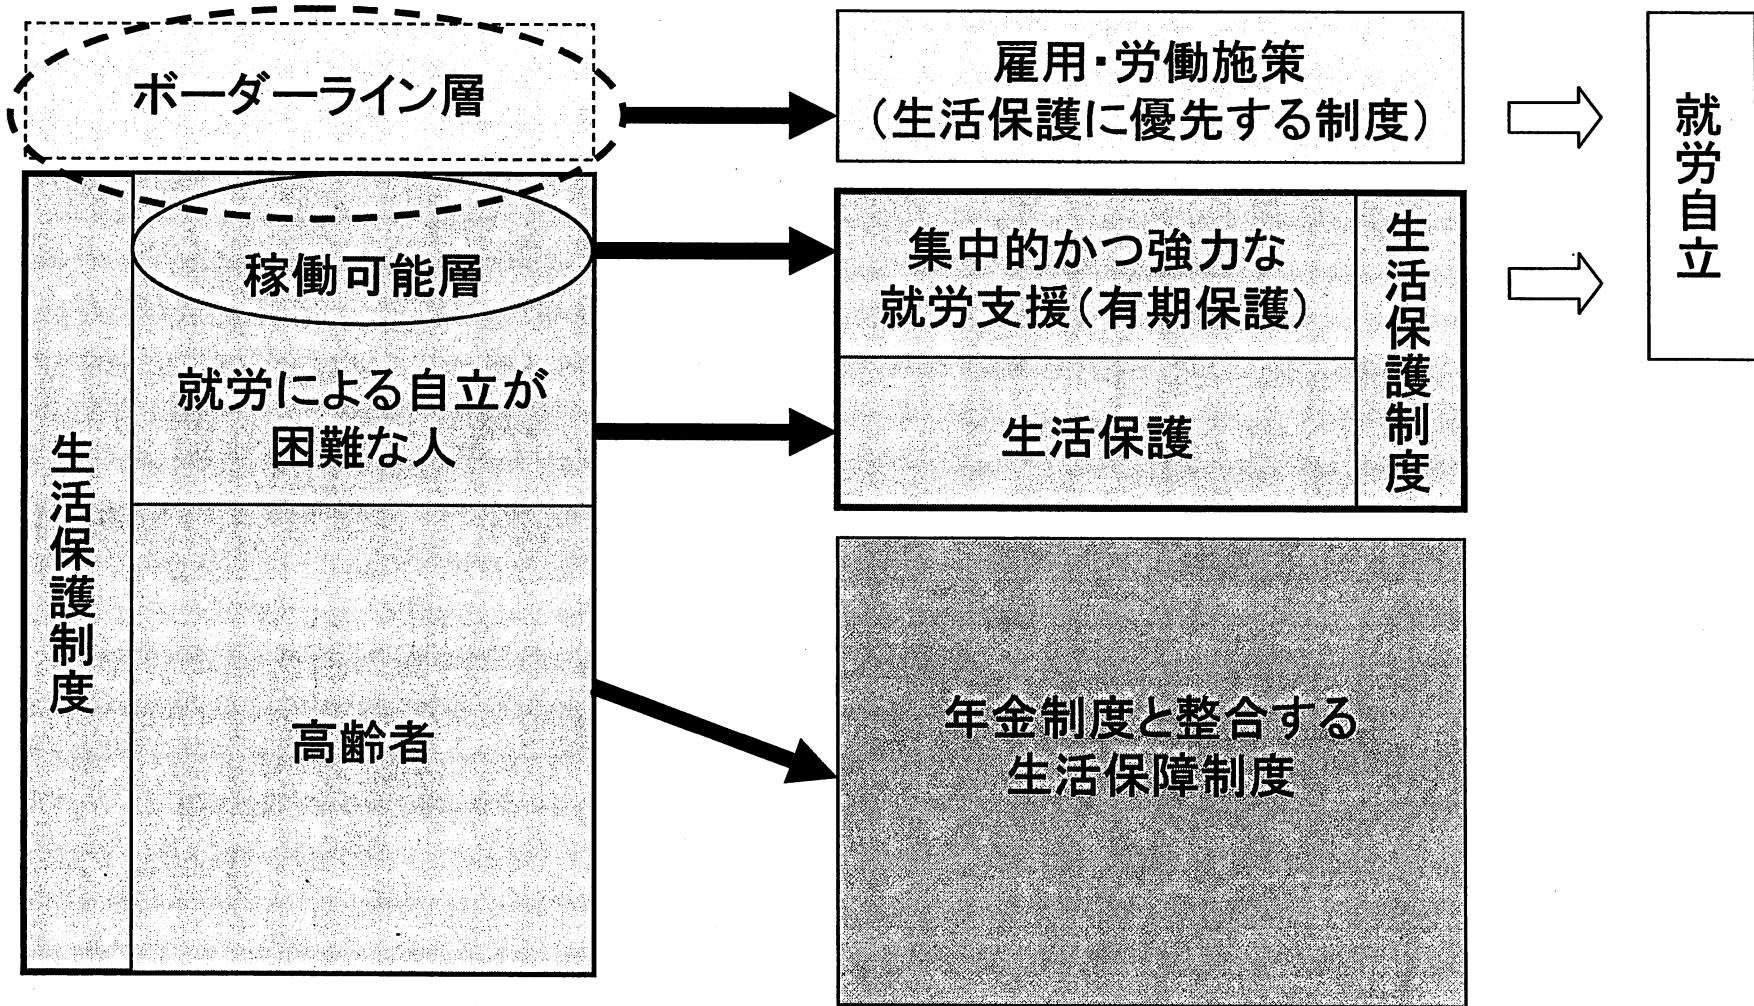 ボーダーライン層
生活保護制度
稼働可能層
就労による自立が
困難な人
高齢者
雇用・労働施策
（生活保護に優先する制度）
集中的かつ強力な
就労支援（有期保護）
生活保護
生活保護制度
年金制度と整合する
生活保障制度
就労自立